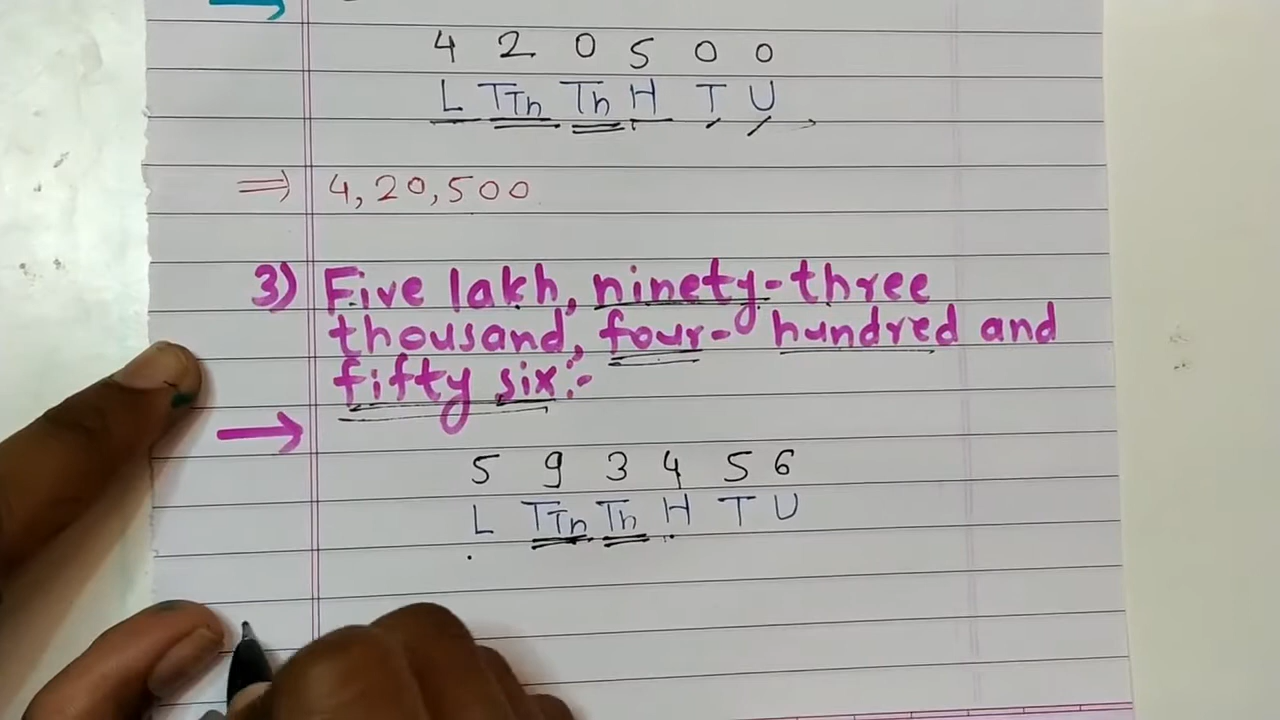 4 2 0 5 0 0
L TTh Th H T U
⇒ 4,20,500
3) Five lakh, ninety-three
thousand, four- hundred and
fifty six:-
→
5 9 3 4 5 6
L TTh Th H T U